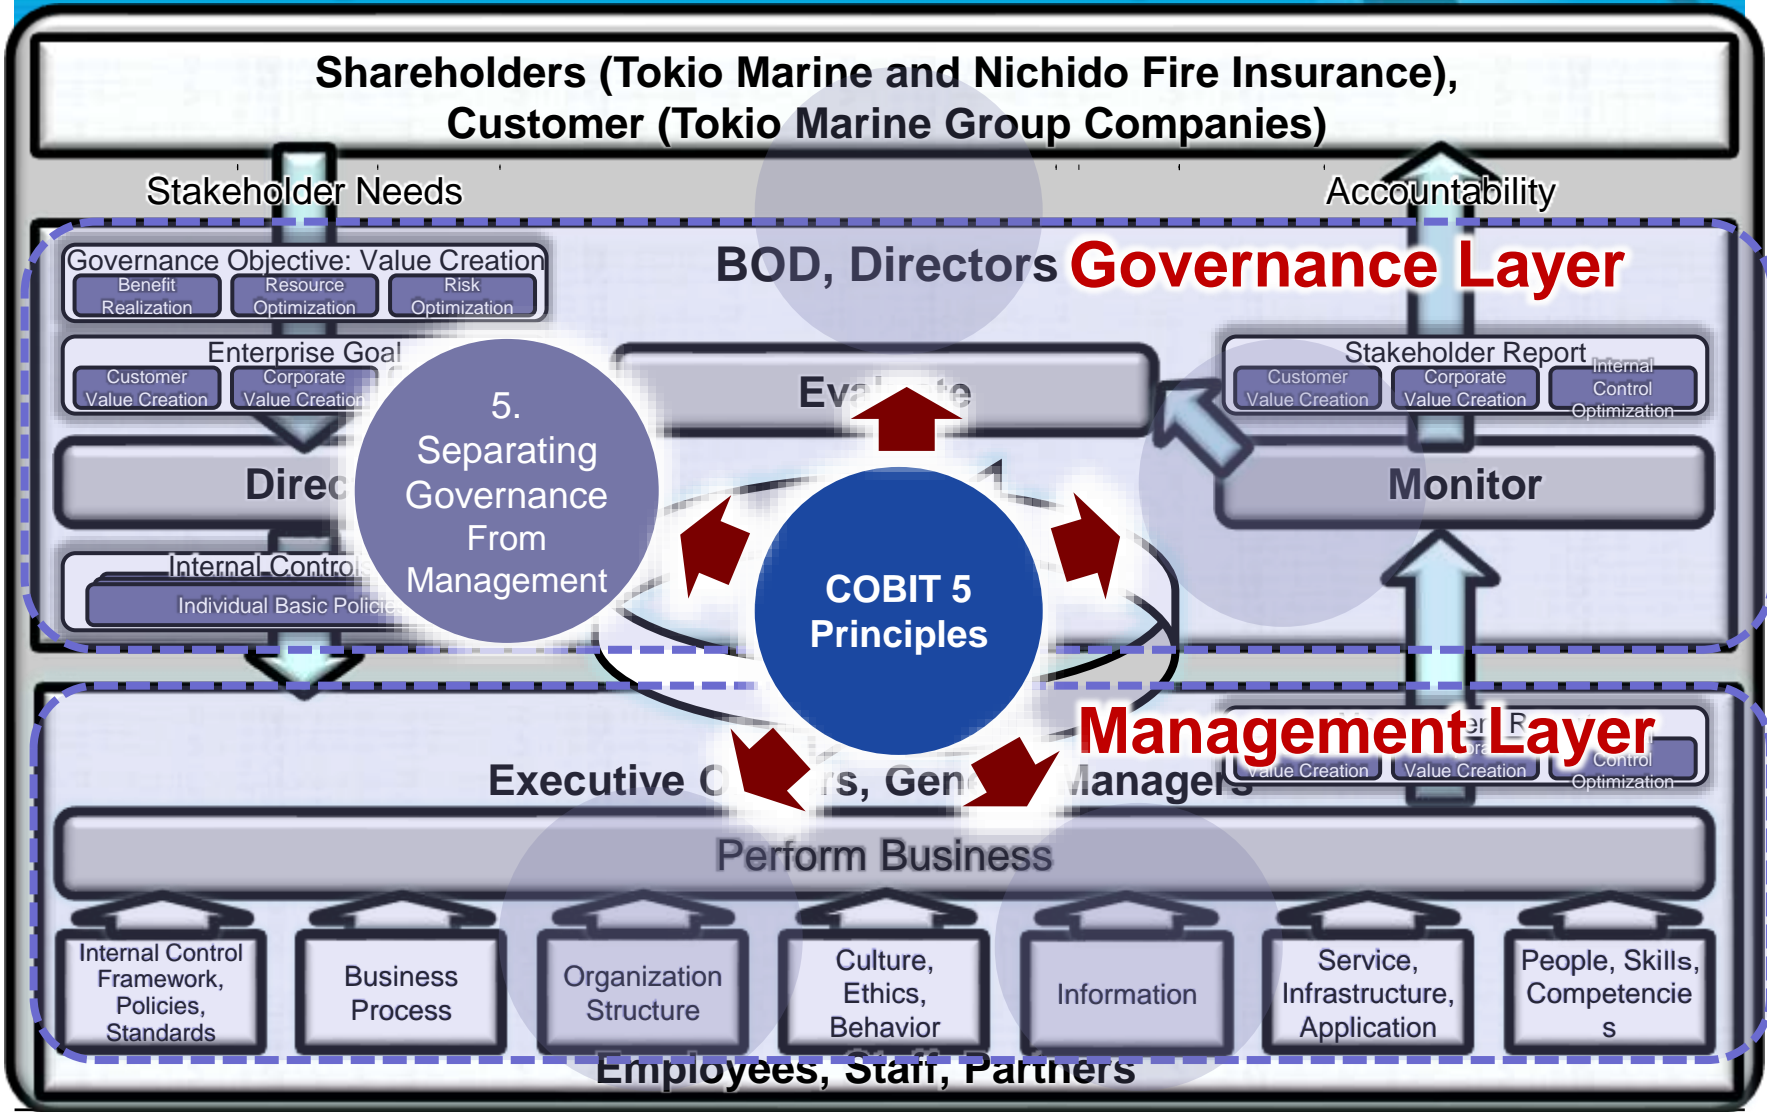 Shareholders (Tokio Marine and Nichido Fire Insurance),
Customer (Tokio Marine Group Companies)
Stakeholder Needs
Accountability
BOD, Directors
Governance Layer
Governance Objective: Value Creation
Benefit
Realization
Resource
Optimization
Risk
Optimization
Enterprise Goal
Customer
Value Creation
Corporate
Value Creation
Evaluate
Stakeholder Report
Customer
Value Creation
Corporate
Value Creation
Internal
Control
Optimization
5.
Separating
Governance
From
Management
Direc
Monitor
Internal Control
Individual Basic Policies
COBIT 5
Principles
Management Layer
Value Creation
Value Creation
Control
Optimization
Executive
Managers
Perform Business
Internal Control
Framework,
Policies,
Standards
Business
Process
Organization
Structure
Culture,
Ethics,
Behavior
Information
Service,
Infrastructure,
Application
People, Skills,
Competencie
s
Employees, Staff, Partners